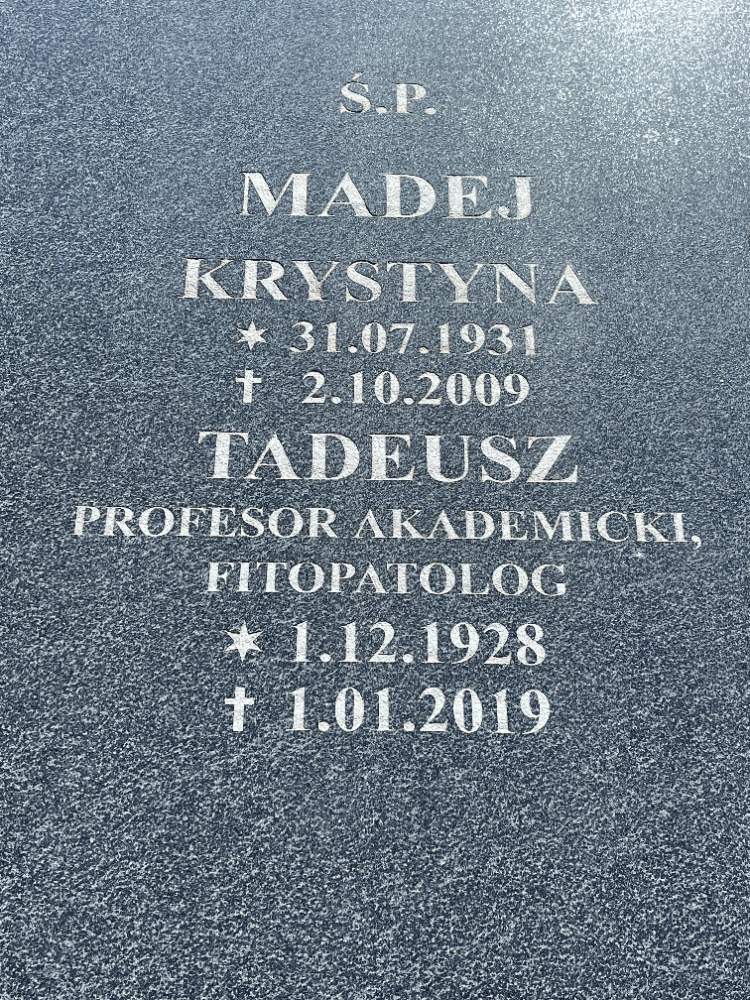 Ś.P.
MADEJ
KRYSTYNA
✶ 31.07.1931
✝ 2.10.2009
TADEUSZ
PROFESOR AKADEMICKI,
FITOPATOLOG
✶ 1.12.1928
✝ 1.01.2019